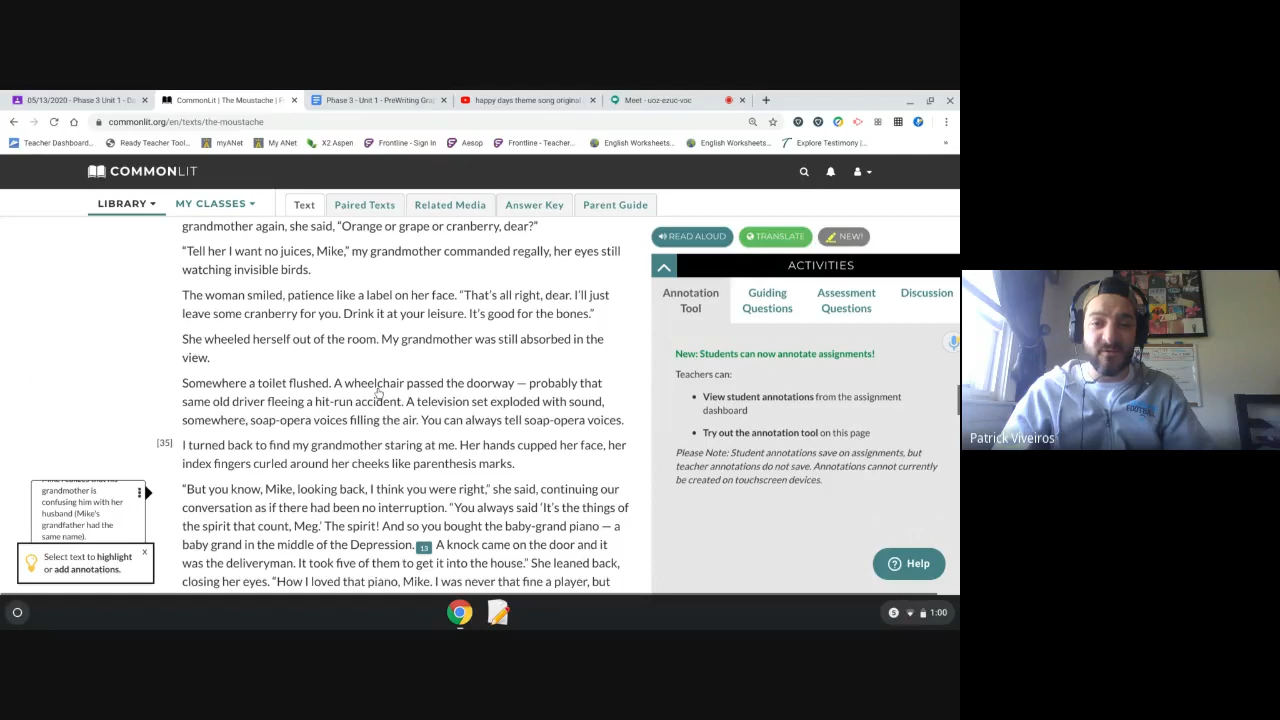 05/13/2020 - Phase 3 Unit 1 - Da
CommonLit | The Moustache | F
Phase 3 - Unit 1 - PreWriting Gra
happy days theme song original
Meet - uoz-ezuc-voc
commonlit.org/en/texts/the-moustache
Teacher Dashboard...
Ready Teacher Tool...
myANet
My ANet
X2 Aspen
Frontline - Sign In
Aesop
Frontline - Teacher...
English Worksheets...
English Worksheets...
Explore Testimony |...
COMMONLIT
LIBRARY
MY CLASSES
Text
Paired Texts
Related Media
Answer Key
Parent Guide
grandmother again, she said, “Orange or grape or cranberry, dear?”
“Tell her I want no juices, Mike,” my grandmother commanded regally, her eyes still
watching invisible birds.
The woman smiled, patience like a label on her face. “That's all right, dear. I'll just
leave some cranberry for you. Drink it at your leisure. It's good for the bones.”
She wheeled herself out of the room. My grandmother was still absorbed in the
view.
Somewhere a toilet flushed. A wheelchair passed the doorway — probably that
same old driver fleeing a hit-run accident. A television set exploded with sound,
somewhere, soap-opera voices filling the air. You can always tell soap-opera voices.
[35] I turned back to find my grandmother staring at me. Her hands cupped her face, her
index fingers curled around her cheeks like parenthesis marks.
“But you know, Mike, looking back, I think you were right,” she said, continuing our
conversation as if there had been no interruption. “You always said ‘It's the things of
the spirit that count, Meg.’ The spirit! And so you bought the baby-grand piano — a
baby grand in the middle of the Depression. 13 A knock came on the door and it
was the deliveryman. It took five of them to get it into the house.” She leaned back,
closing her eyes. “How I loved that piano, Mike. I was never that fine a player, but
Mike realizes that his
grandmother is
confusing him with her
husband (Mike's
grandfather had the
same name).
Select text to highlight
or add annotations.
X
READ ALOUD
TRANSLATE
NEW!
ACTIVITIES
Annotation
Tool
Guiding
Questions
Assessment
Questions
Discussion
New: Students can now annotate assignments!
Teachers can:
View student annotations from the assignment
dashboard
Try out the annotation tool on this page
Please Note: Student annotations save on assignments, but
teacher annotations do not save. Annotations cannot currently
be created on touchscreen devices.
Help
5
1:00
Patrick Viveiros